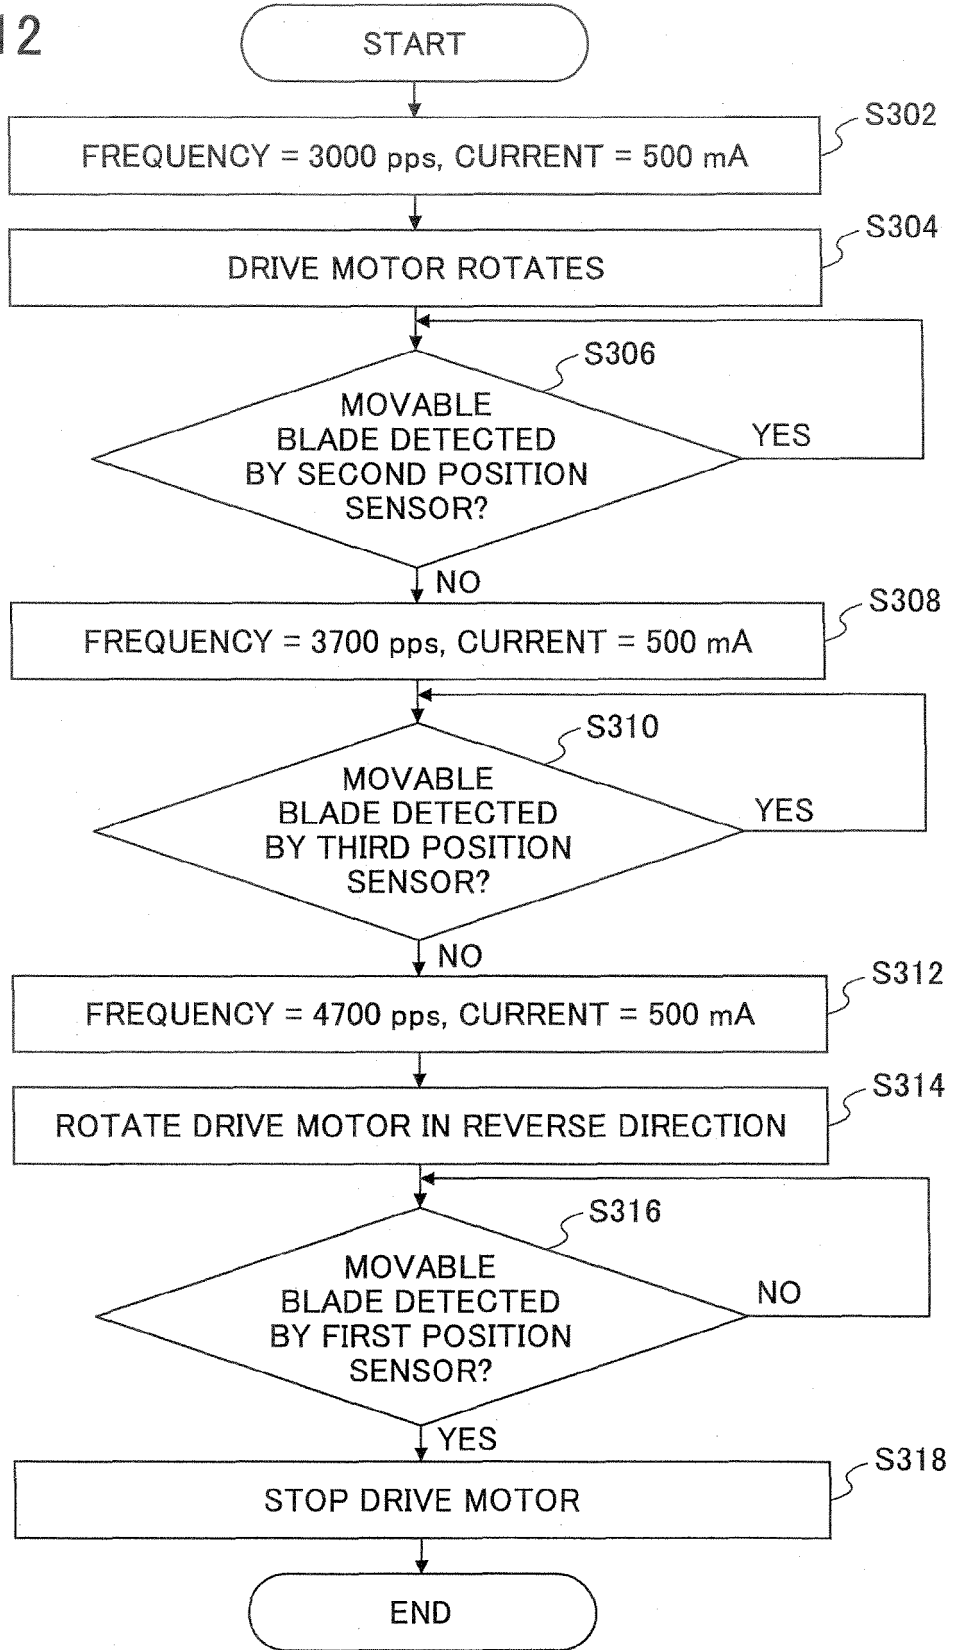 12
START
S302
FREQUENCY = 3000 pps, CURRENT = 500 mA
S304
DRIVE MOTOR ROTATES
S306
MOVABLE
BLADE DETECTED
BY SECOND POSITION
SENSOR?
YES
NO
S308
FREQUENCY = 3700 pps, CURRENT = 500 mA
S310
MOVABLE
BLADE DETECTED
BY THIRD POSITION
SENSOR?
YES
NO
S312
FREQUENCY = 4700 pps, CURRENT = 500 mA
S314
ROTATE DRIVE MOTOR IN REVERSE DIRECTION
S316
MOVABLE
BLADE DETECTED
BY FIRST POSITION
SENSOR?
NO
YES
S318
STOP DRIVE MOTOR
END